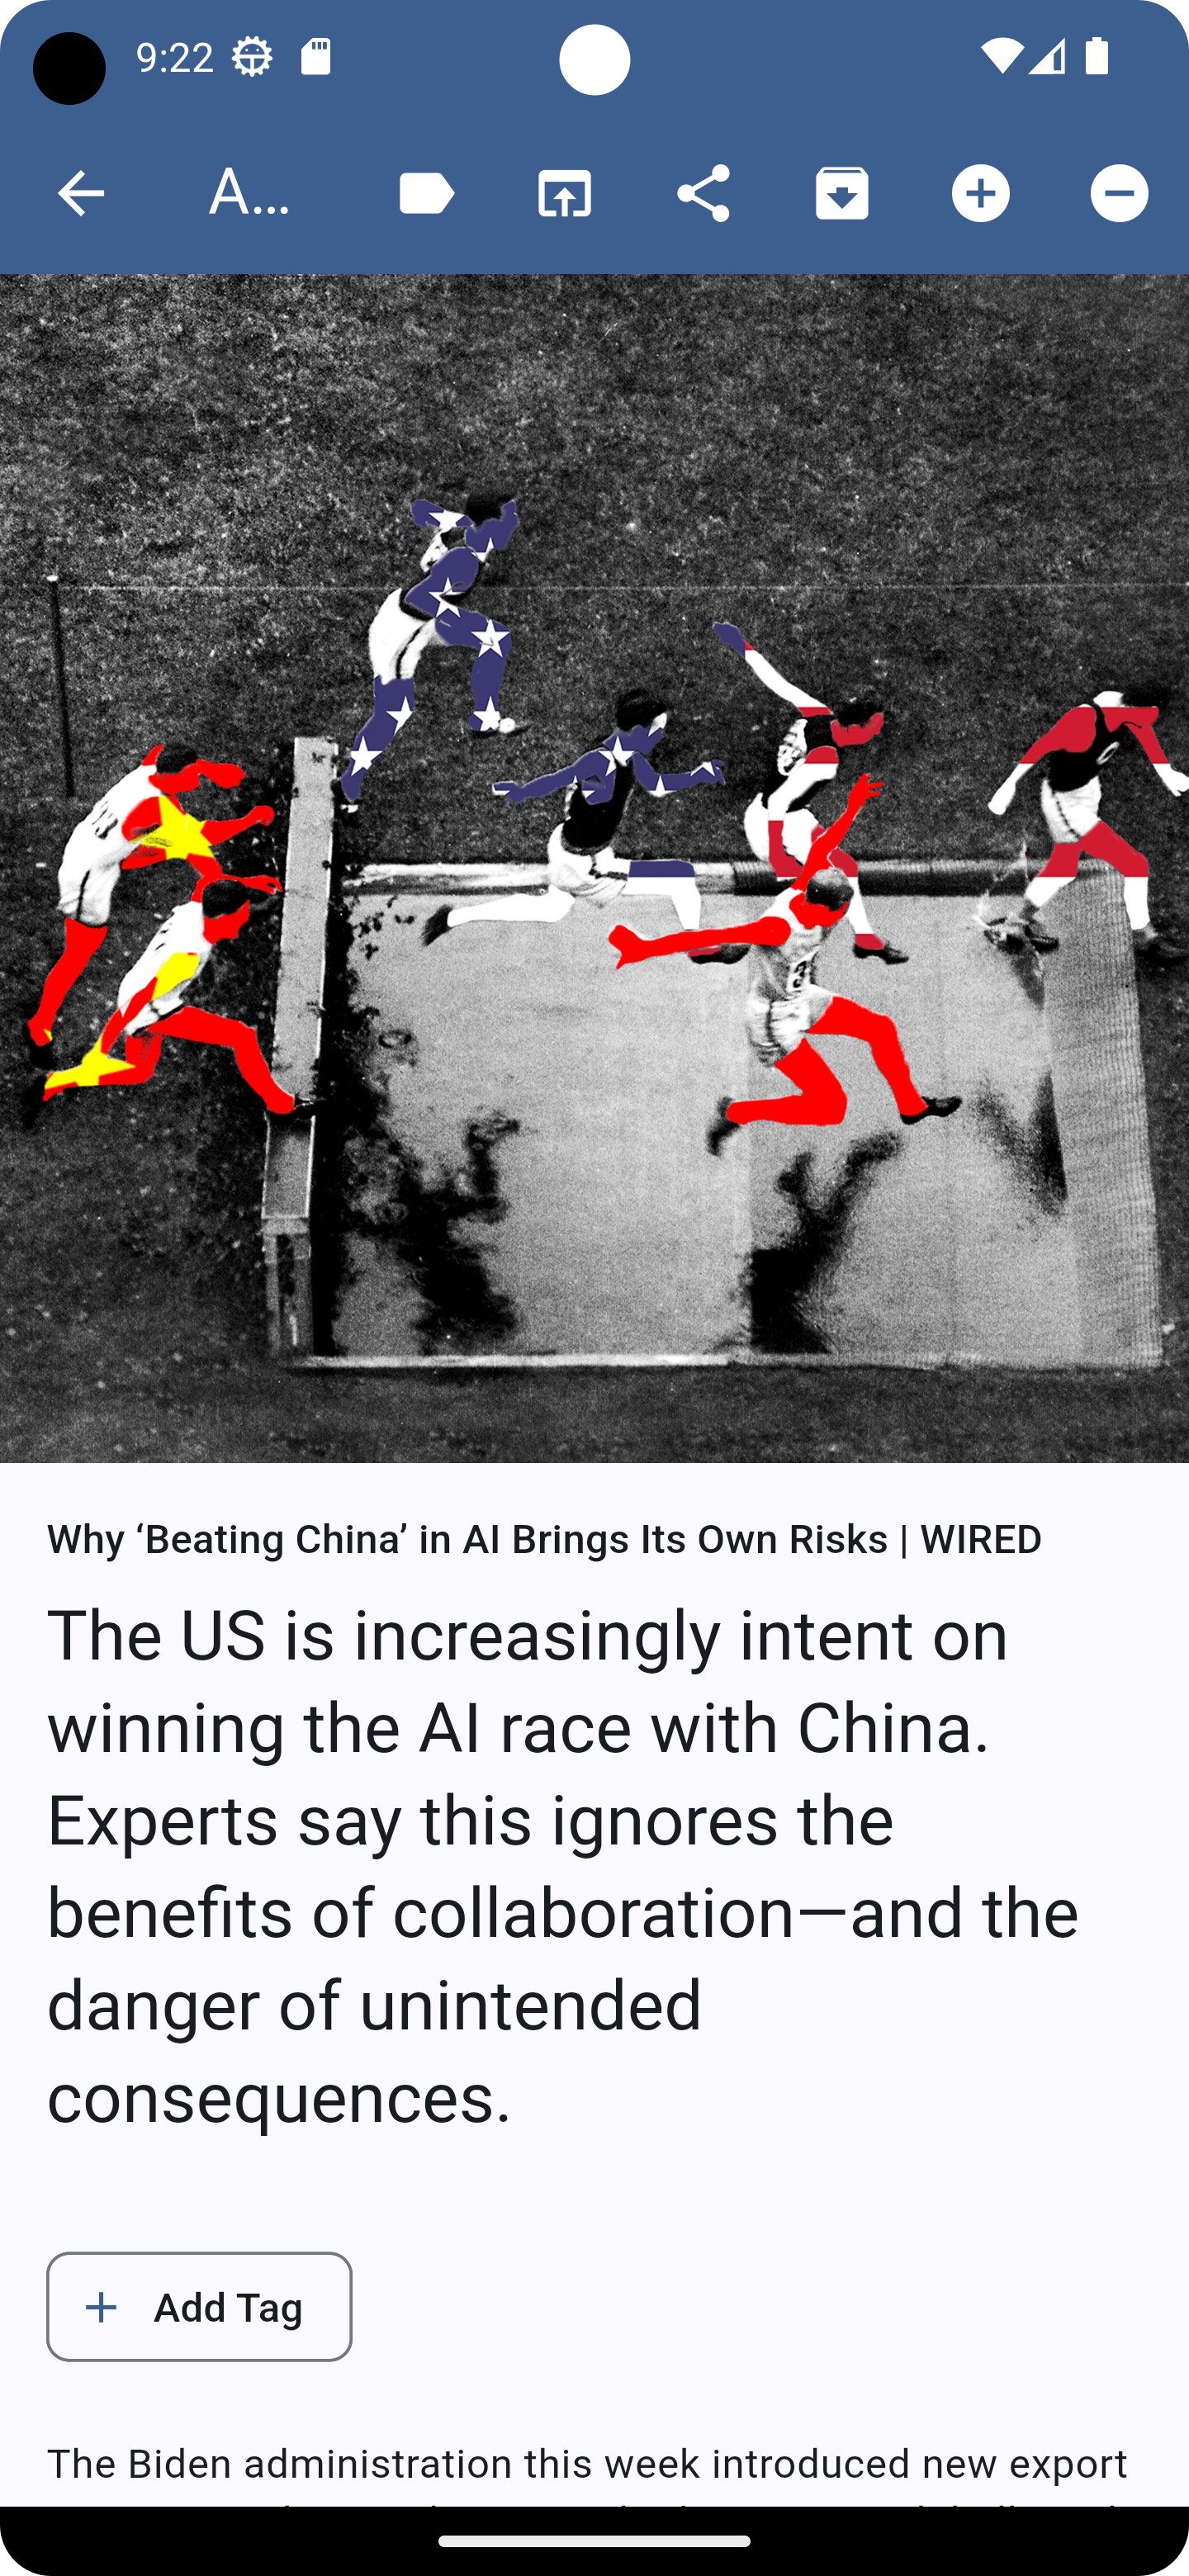 9:22
A...
Why ‘Beating China’ in AI Brings Its Own Risks | WIRED
The US is increasingly intent on
winning the AI race with China.
Experts say this ignores the
benefits of collaboration—and the
danger of unintended
consequences.
Add Tag
The Biden administration this week introduced new export